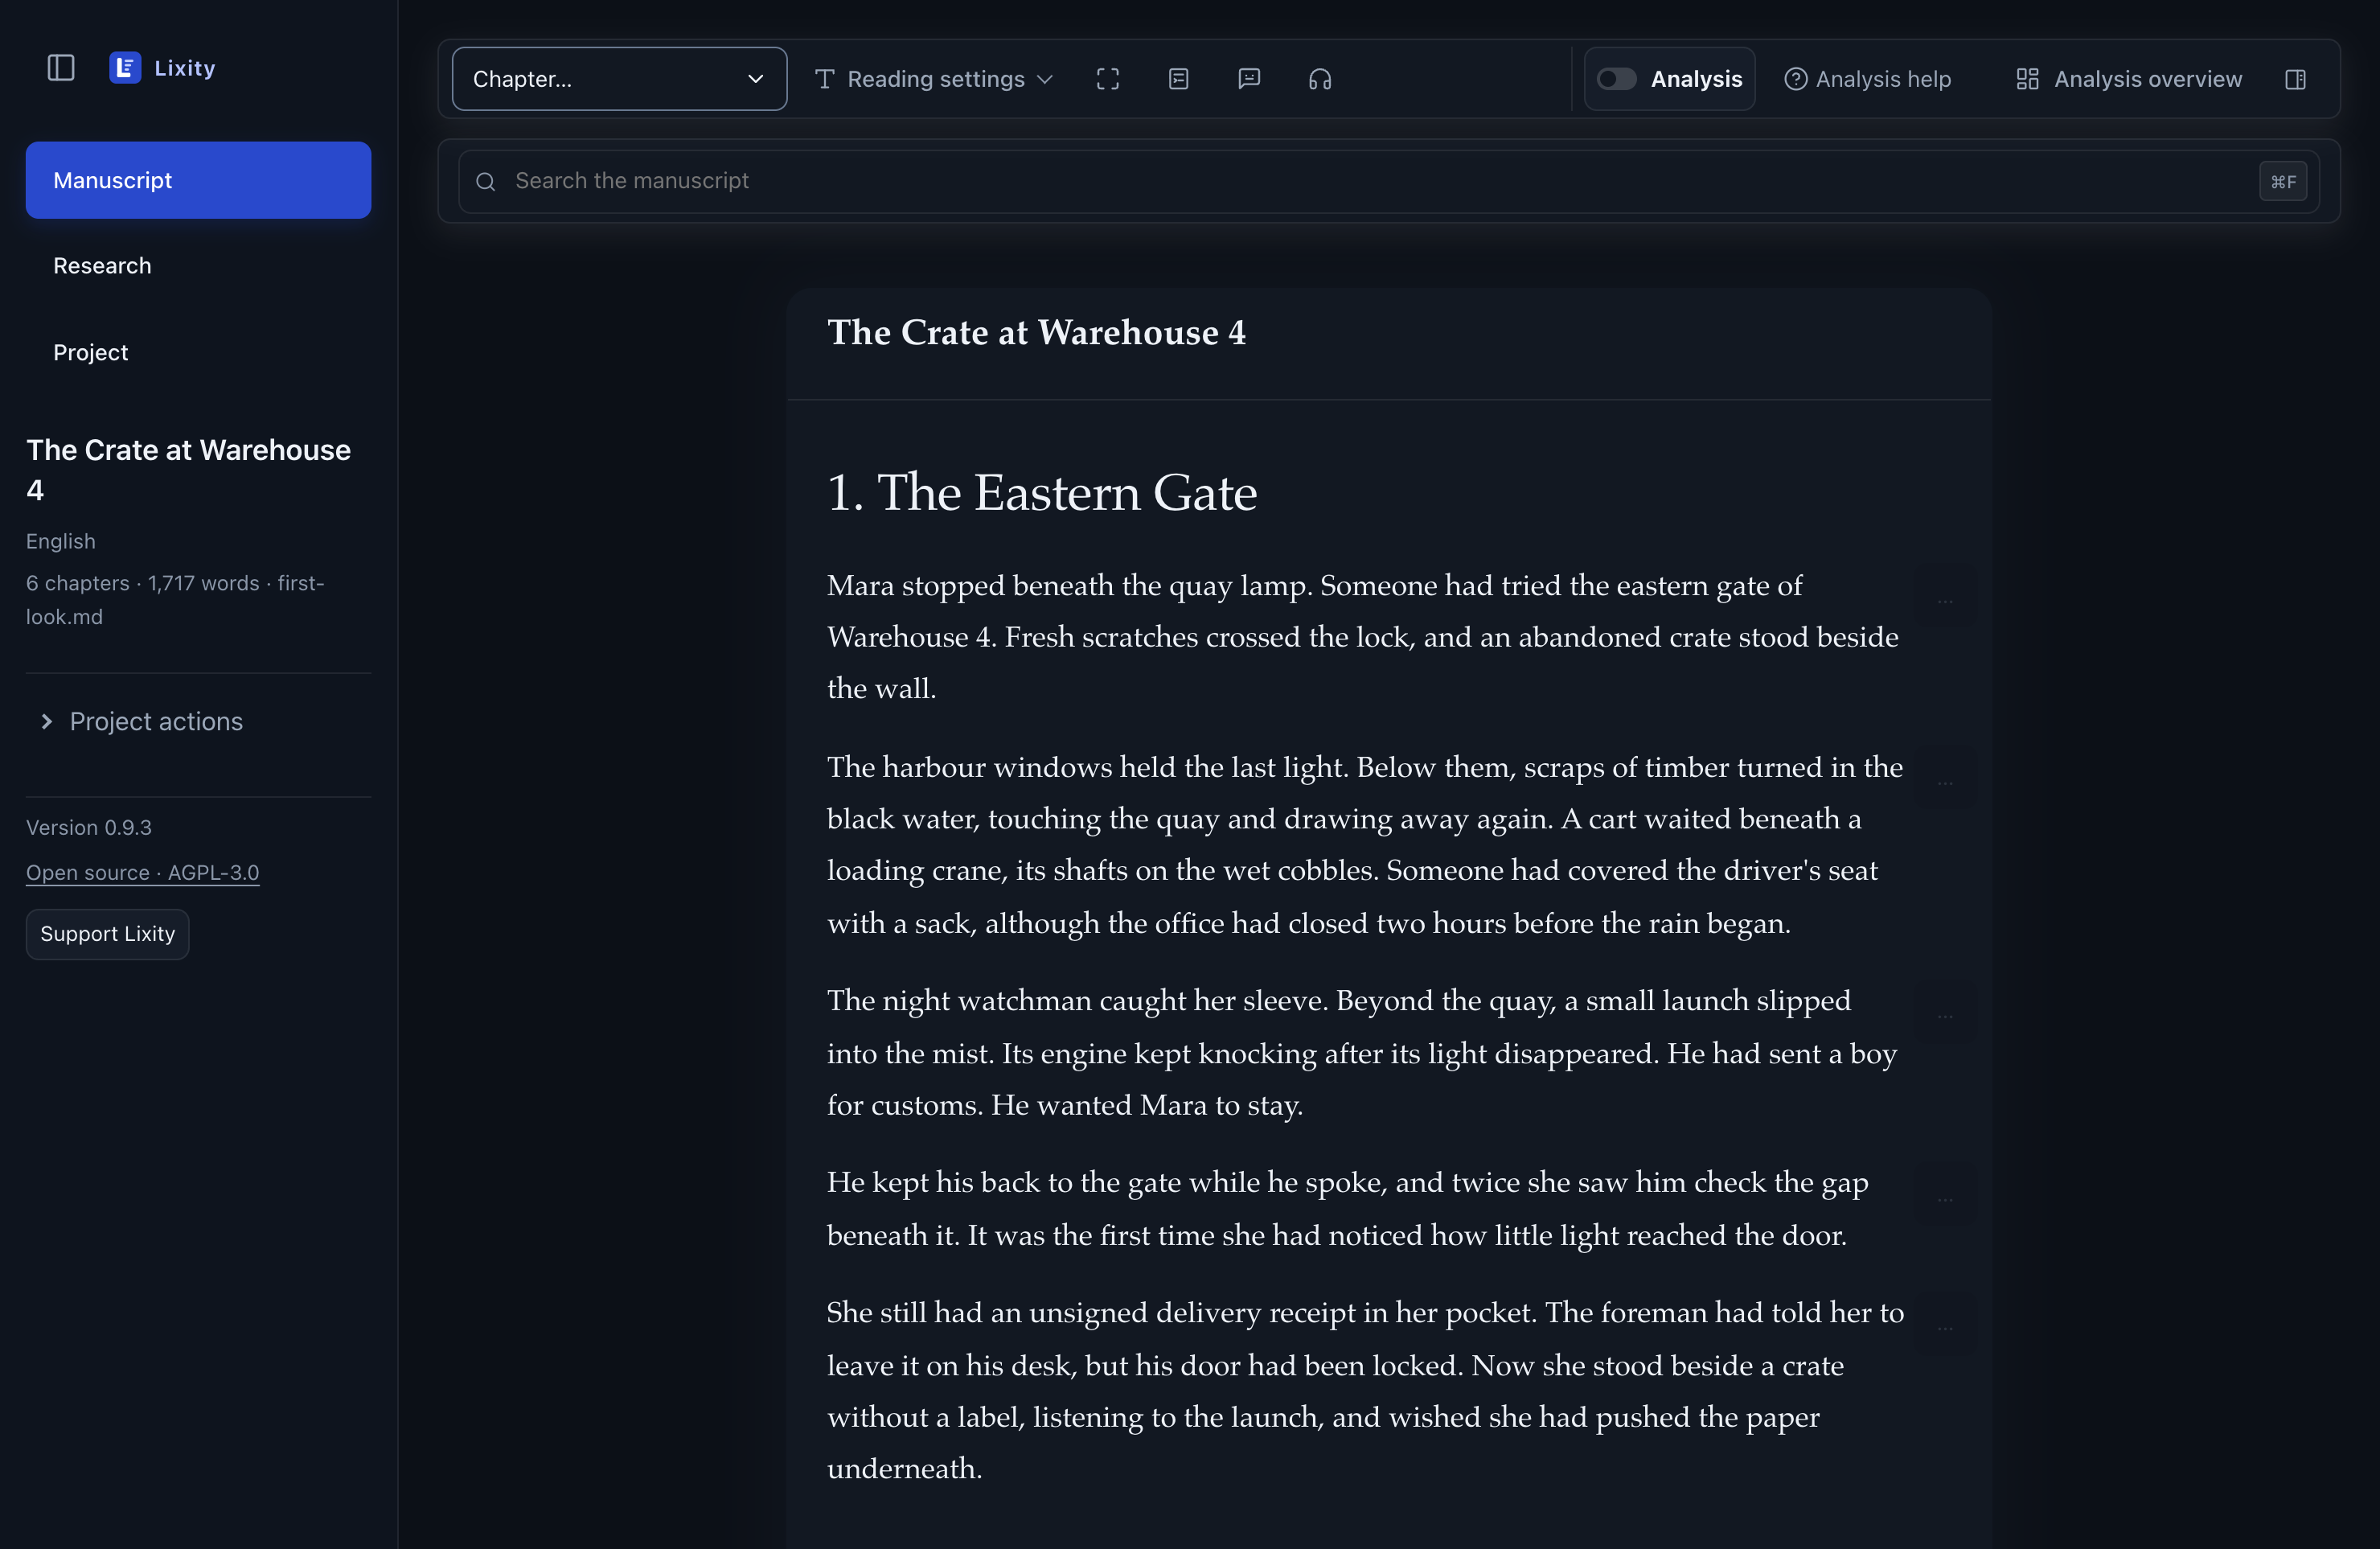 Lixity
Manuscript
Research
Project
The Crate at Warehouse
4
English
6 chapters · 1,717 words · first-
look.md
Project actions
Version 0.9.3
Open source · AGPL-3.0
Support Lixity
Chapter...
Reading settings
Analysis
Analysis help
Analysis overview
Search the manuscript
⌘F
The Crate at Warehouse 4
1. The Eastern Gate
Mara stopped beneath the quay lamp. Someone had tried the eastern gate of
Warehouse 4. Fresh scratches crossed the lock, and an abandoned crate stood beside
the wall.
...
The harbour windows held the last light. Below them, scraps of timber turned in the
black water, touching the quay and drawing away again. A cart waited beneath a
loading crane, its shafts on the wet cobbles. Someone had covered the driver's seat
with a sack, although the office had closed two hours before the rain began.
...
The night watchman caught her sleeve. Beyond the quay, a small launch slipped
into the mist. Its engine kept knocking after its light disappeared. He had sent a boy
for customs. He wanted Mara to stay.
...
He kept his back to the gate while he spoke, and twice she saw him check the gap
beneath it. It was the first time she had noticed how little light reached the door.
...
She still had an unsigned delivery receipt in her pocket. The foreman had told her to
leave it on his desk, but his door had been locked. Now she stood beside a crate
without a label, listening to the launch, and wished she had pushed the paper
underneath.
...